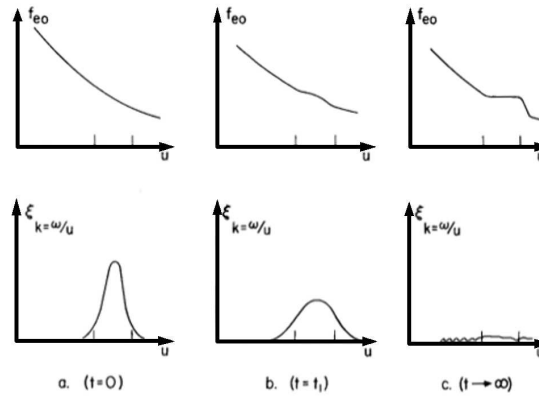 f_eo
f_eo
f_eo
u
u
u
ξ_k=ω/u
ξ_k=ω/u
ξ_k=ω/u
u
u
u
a. (t=0)
b. (t=t₁)
c. (t→∞)